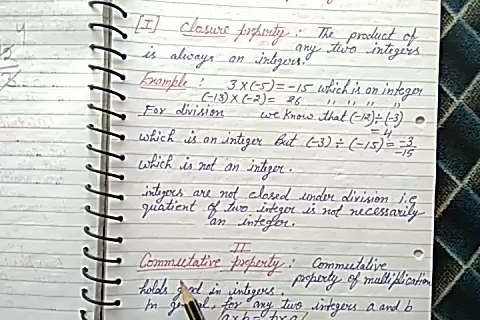 [I] Closure property : The product of
any two integers
is always an integers.
Example : 3 × (-5) = -15 which is an integer
(-13) × (-2) = 26 " " " "
For division we know that (-12) ÷ (-3)
= 4
which is an integer But (-3) ÷ (-15) = -3/-15
which is not an integer.
integers are not closed under division i.e
quatient of two integer is not necessarily
an integer.
II
Commutative property : Commutative
property of multiplication
holds good in integers.
In general, for any two integers a and b
(a × b = b × a)